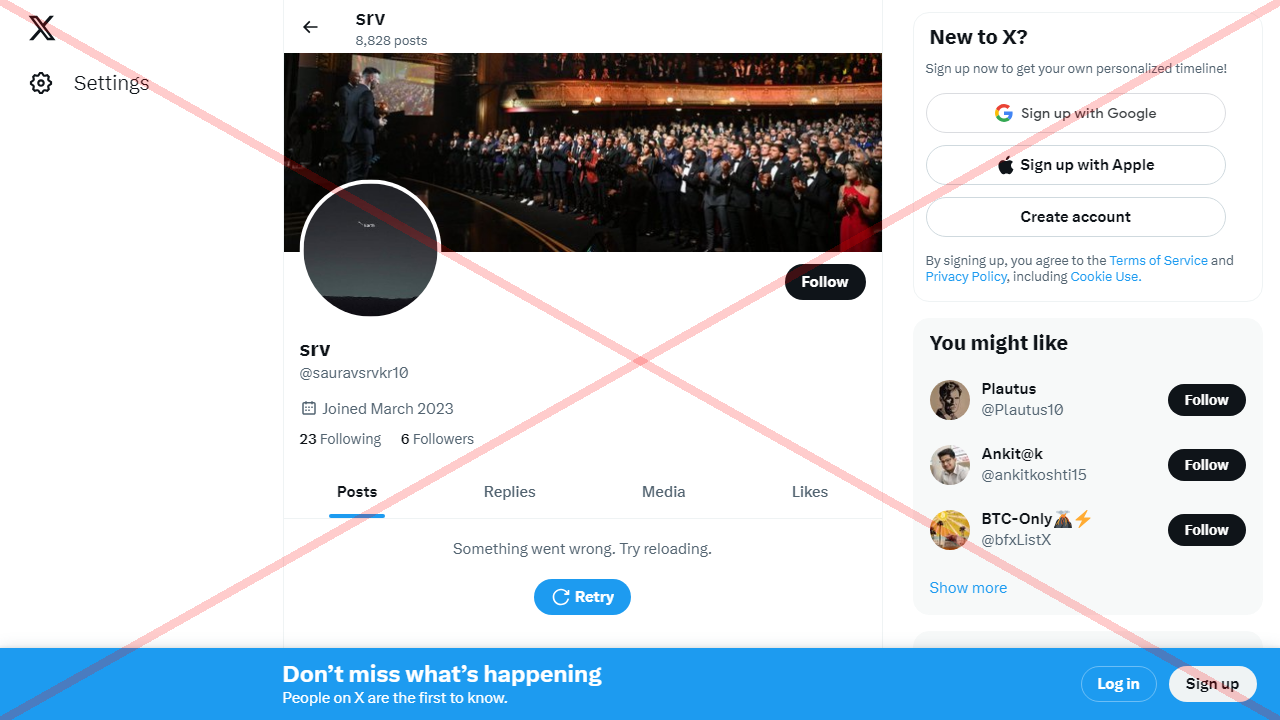 Settings
srv
8,828 posts
Follow
srv
@sauravsrvkr10
Joined March 2023
23 Following 6 Followers
Posts Replies Media Likes
Something went wrong. Try reloading.
Retry
New to X?
Sign up now to get your own personalized timeline!
Sign up with Google
Sign up with Apple
Create account
By signing up, you agree to the Terms of Service and
Privacy Policy, including Cookie Use.
You might like
Plautus
@Plautus10
Follow
Ankit@k
@ankitkoshti15
Follow
BTC-Only🌋⚡
@bfxListX
Follow
Show more
Don’t miss what’s happening
People on X are the first to know.
Log in
Sign up